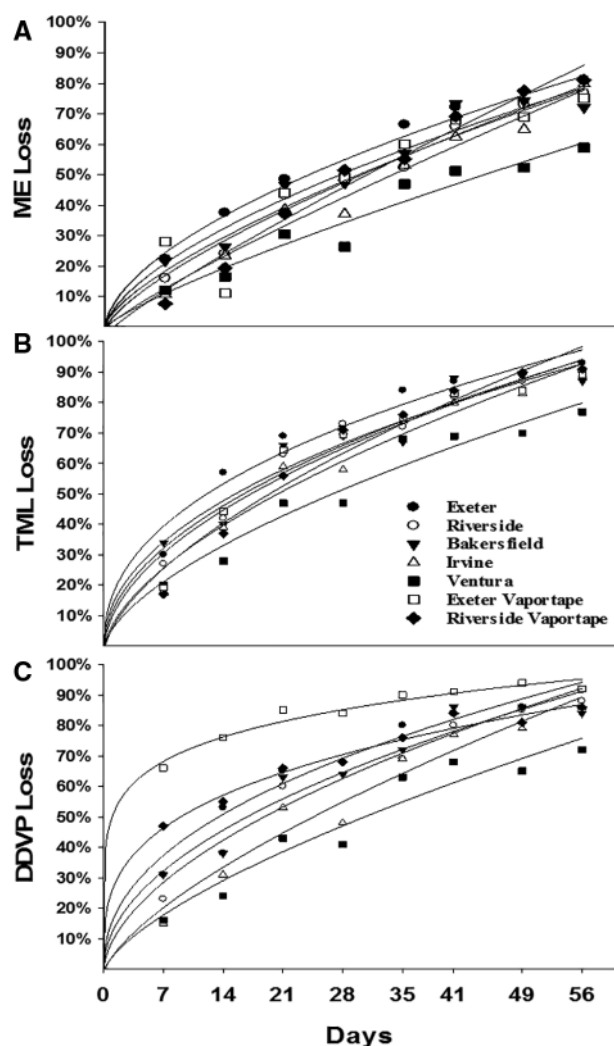 A
100%
90%
80%
70%
60%
50%
40%
30%
20%
10%
ME Loss
B
100%
90%
80%
70%
60%
50%
40%
30%
20%
10%
TML Loss
Exeter
Riverside
Bakersfield
Irvine
Ventura
Exeter Vaportape
Riverside Vaportape
C
100%
90%
80%
70%
60%
50%
40%
30%
20%
10%
DDVP Loss
0 7 14 21 28 35 41 49 56
Days